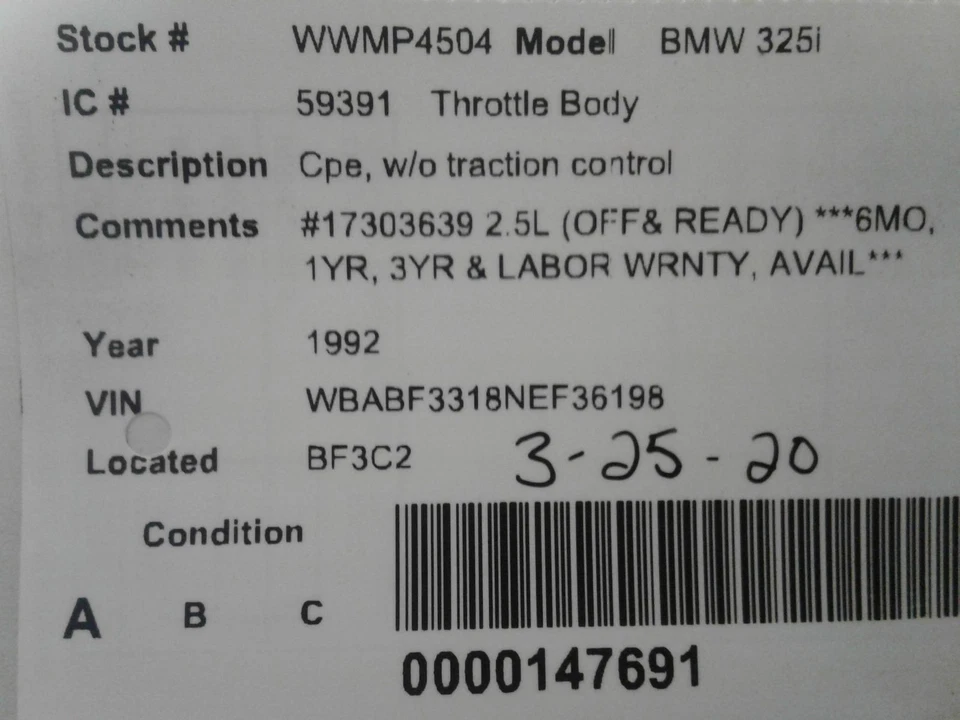 Stock # WWMP4504 Model BMW 325i
IC # 59391 Throttle Body
Description Cpe, w/o traction control
Comments #17303639 2.5L (OFF& READY) ***6MO,
1YR, 3YR & LABOR WRNTY, AVAIL***
Year 1992
VIN WBABF3318NEF36198
Located BF3C2 3-25-20
Condition
A B C
0000147691